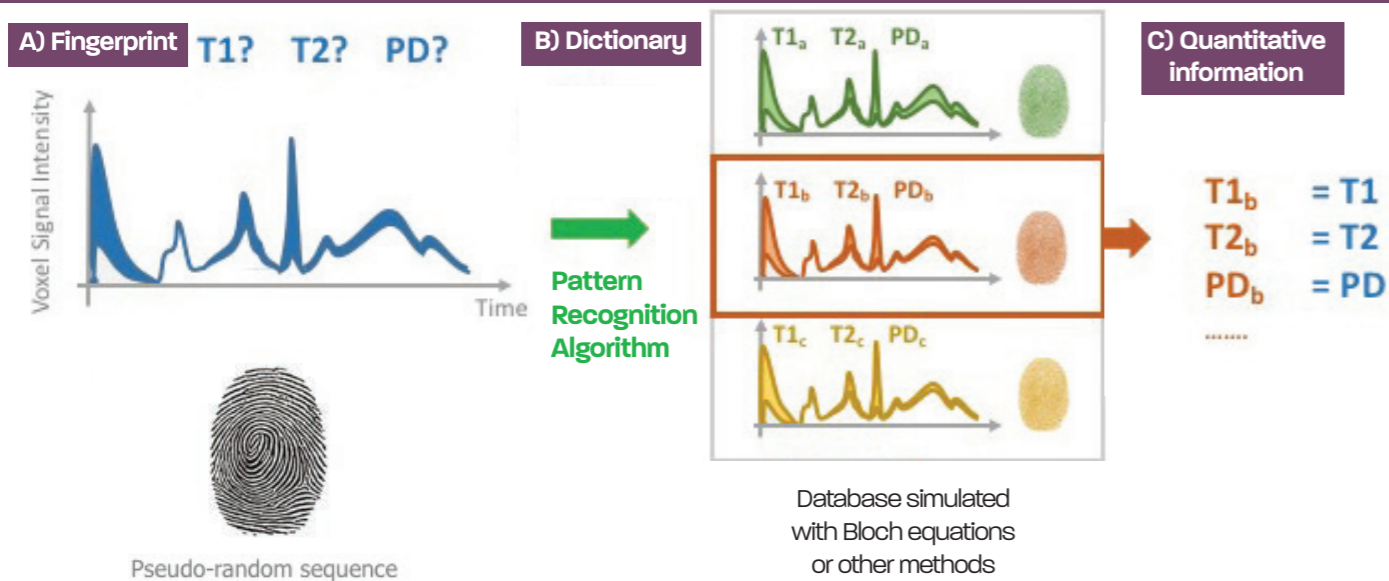 A) Fingerprint
T1? T2? PD?
Voxel Signal Intensity
Time
Pseudo-random sequence
Pattern
Recognition
Algorithm
B) Dictionary
T1a T2a PDa
T1b T2b PDb
T1c T2c PDc
Database simulated
with Bloch equations
or other methods
C) Quantitative
information
T1b = T1
T2b = T2
PDb = PD
.......